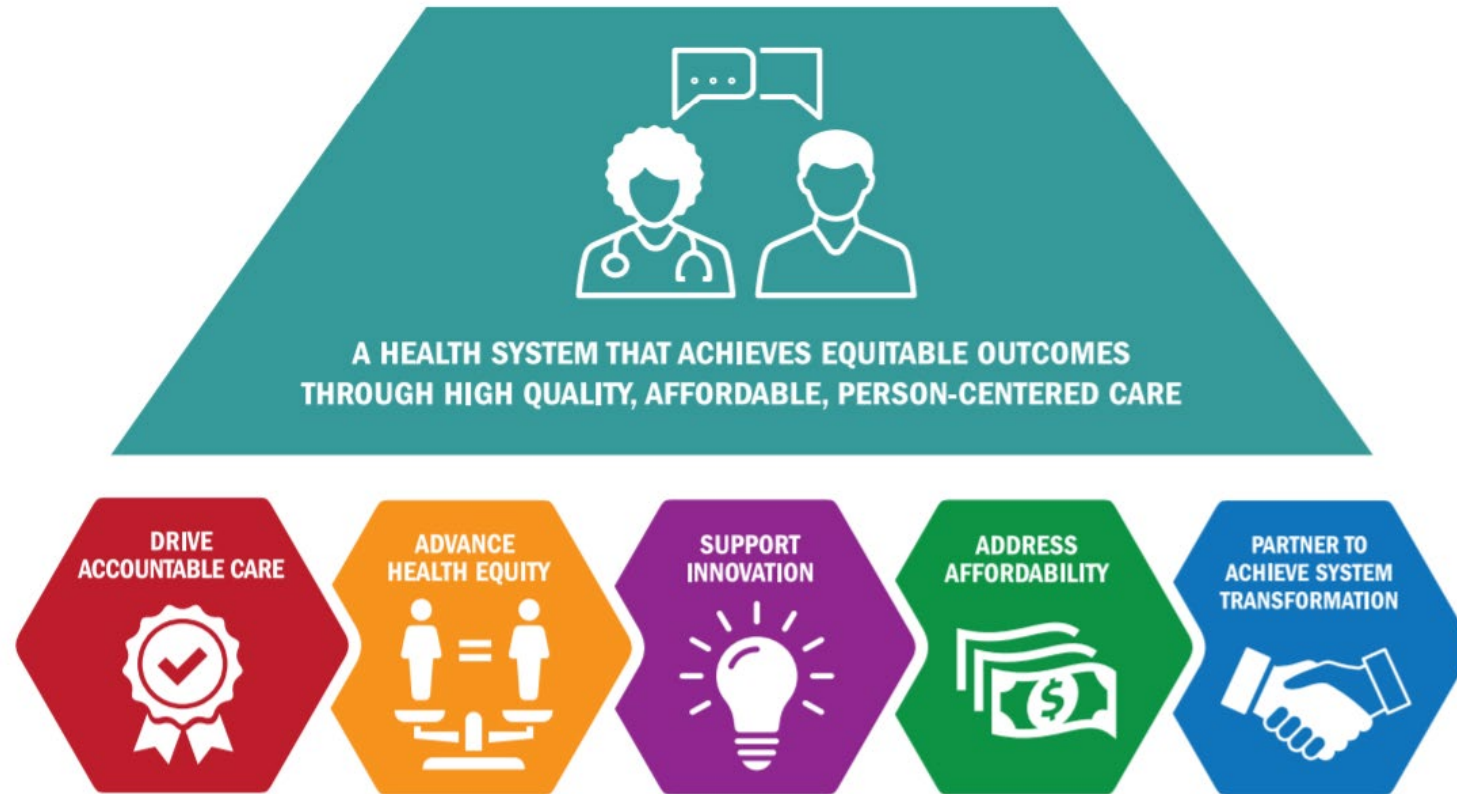 A HEALTH SYSTEM THAT ACHIEVES EQUITABLE OUTCOMES
THROUGH HIGH QUALITY, AFFORDABLE, PERSON-CENTERED CARE
DRIVE
ACCOUNTABLE CARE
ADVANCE
HEALTH EQUITY
SUPPORT
INNOVATION
ADDRESS
AFFORDABILITY
PARTNER TO
ACHIEVE SYSTEM
TRANSFORMATION